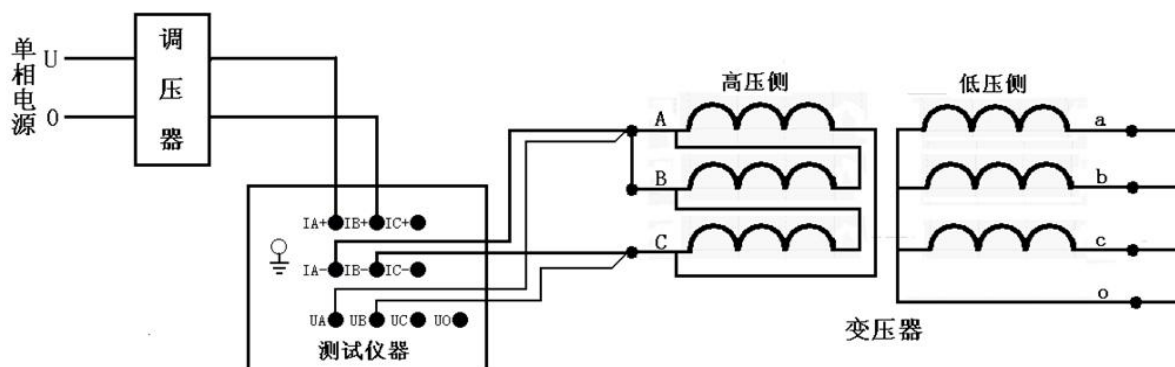 单相电源
U
O
调压器
高压侧
低压侧
A
B
C
a
b
c
o
IA+ IB+ IC+
IA- IB- IC-
UA UB UC UO
测试仪器
变压器